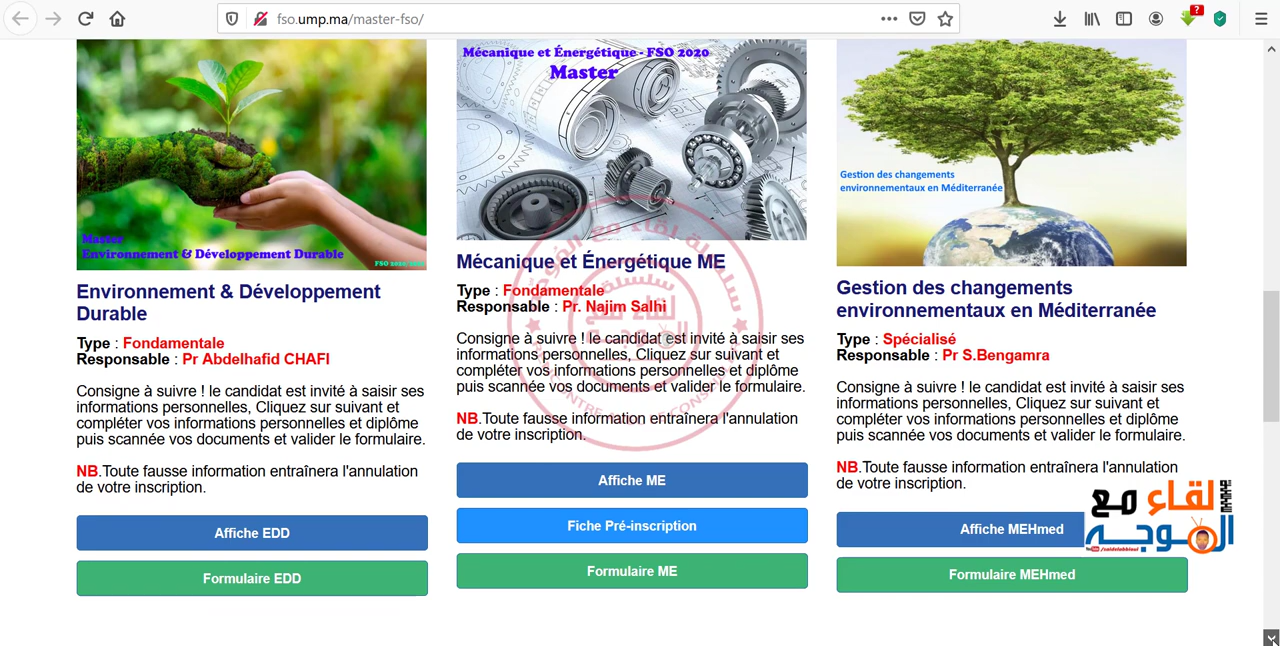 fso.ump.ma/master-fso/
Master
Environnement & Développement Durable
Environnement & Développement
Durable
Type : Fondamentale
Responsable : Pr Abdelhafid CHAFI
Consigne à suivre ! le candidat est invité à saisir ses
informations personnelles, Cliquez sur suivant et
compléter vos informations personnelles et diplôme
puis scannée vos documents et valider le formulaire.
NB.Toute fausse information entraînera l'annulation
de votre inscription.
Affiche EDD
Formulaire EDD
Mécanique et Énergétique - FSO 2020
Master
Mécanique et Énergétique ME
Type : Fondamentale
Responsable : Pr. Najim Salhi
Consigne à suivre ! le candidat est invité à saisir ses
informations personnelles, Cliquez sur suivant et
compléter vos informations personnelles et diplôme
puis scannée vos documents et valider le formulaire.
NB.Toute fausse information entraînera l'annulation
de votre inscription.
Affiche ME
Fiche Pré-inscription
Formulaire ME
Gestion des changements
environnementaux en Méditerranée
Gestion des changements
environnementaux en Méditerranée
Type : Spécialisé
Responsable : Pr S.Bengamra
Consigne à suivre ! le candidat est invité à saisir ses
informations personnelles, Cliquez sur suivant et
compléter vos informations personnelles et diplôme
puis scannée vos documents et valider le formulaire.
NB.Toute fausse information entraînera l'annulation
de votre inscription.
Affiche MEHmed
Formulaire MEHmed
لقاء مع
الموجه